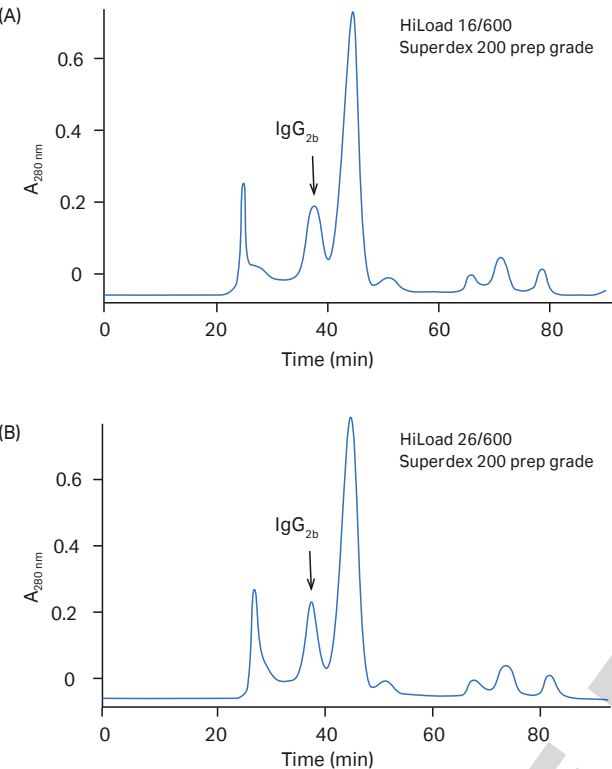 (A)
HiLoad 16/600
Superdex 200 prep grade
IgG2b
A280 nm
0.6
0.4
0.2
0
0 20 40 60 80
Time (min)
(B)
HiLoad 26/600
Superdex 200 prep grade
IgG2b
A280 nm
0.6
0.4
0.2
0
0 20 40 60 80
Time (min)